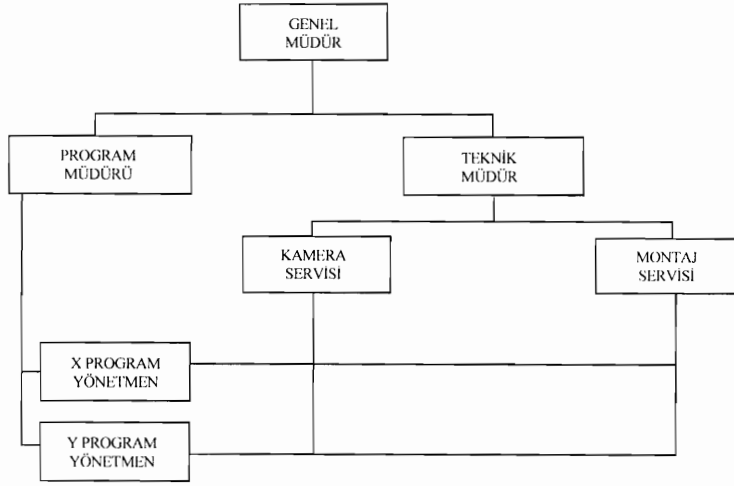 GENEL
MÜDÜR
PROGRAM
MÜDÜRÜ
TEKNİK
MÜDÜR
KAMERA
SERVİSİ
MONTAJ
SERVİSİ
X PROGRAM
YÖNETMEN
Y PROGRAM
YÖNETMEN